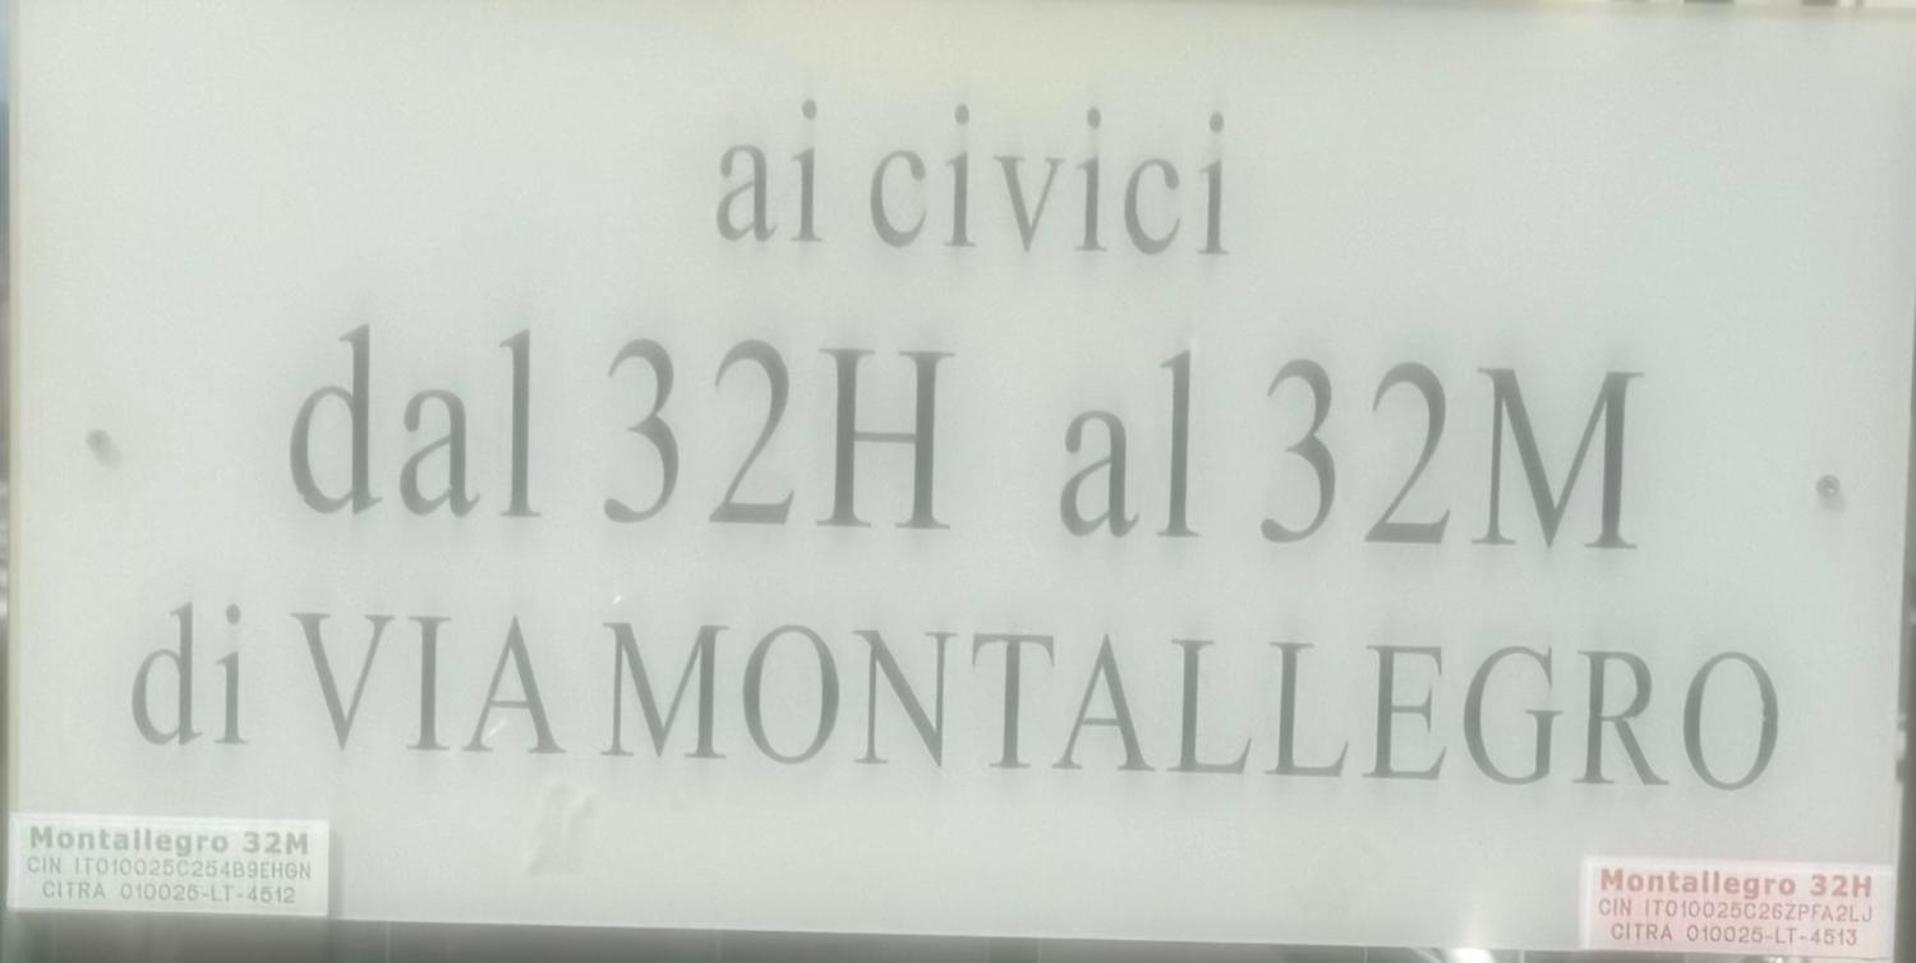 ai civici
dal 32H al 32M
di VIA MONTALLEGRO
Montallegro 32M
CIN IT010025C254B9EHGN
CITRA 010025-LT-4512
Montallegro 32H
CIN IT010025C26ZPFA2LJ
CITRA 010025-LT-4513